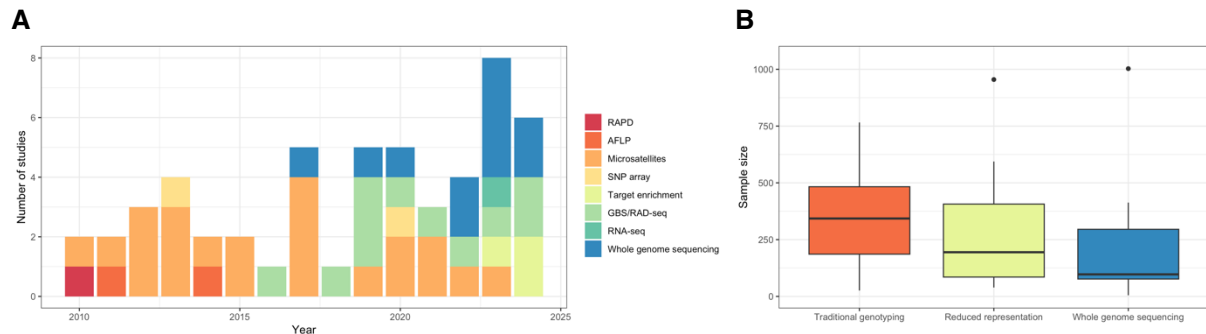 A
B
8
6
4
2
0
Number of studies
2010
2015
2020
2025
Year
RAPD
AFLP
Microsatellites
SNP array
Target enrichment
GBS/RAD-seq
RNA-seq
Whole genome sequencing
1000
750
500
250
0
Sample size
Traditional genotyping
Reduced representation
Whole genome sequencing